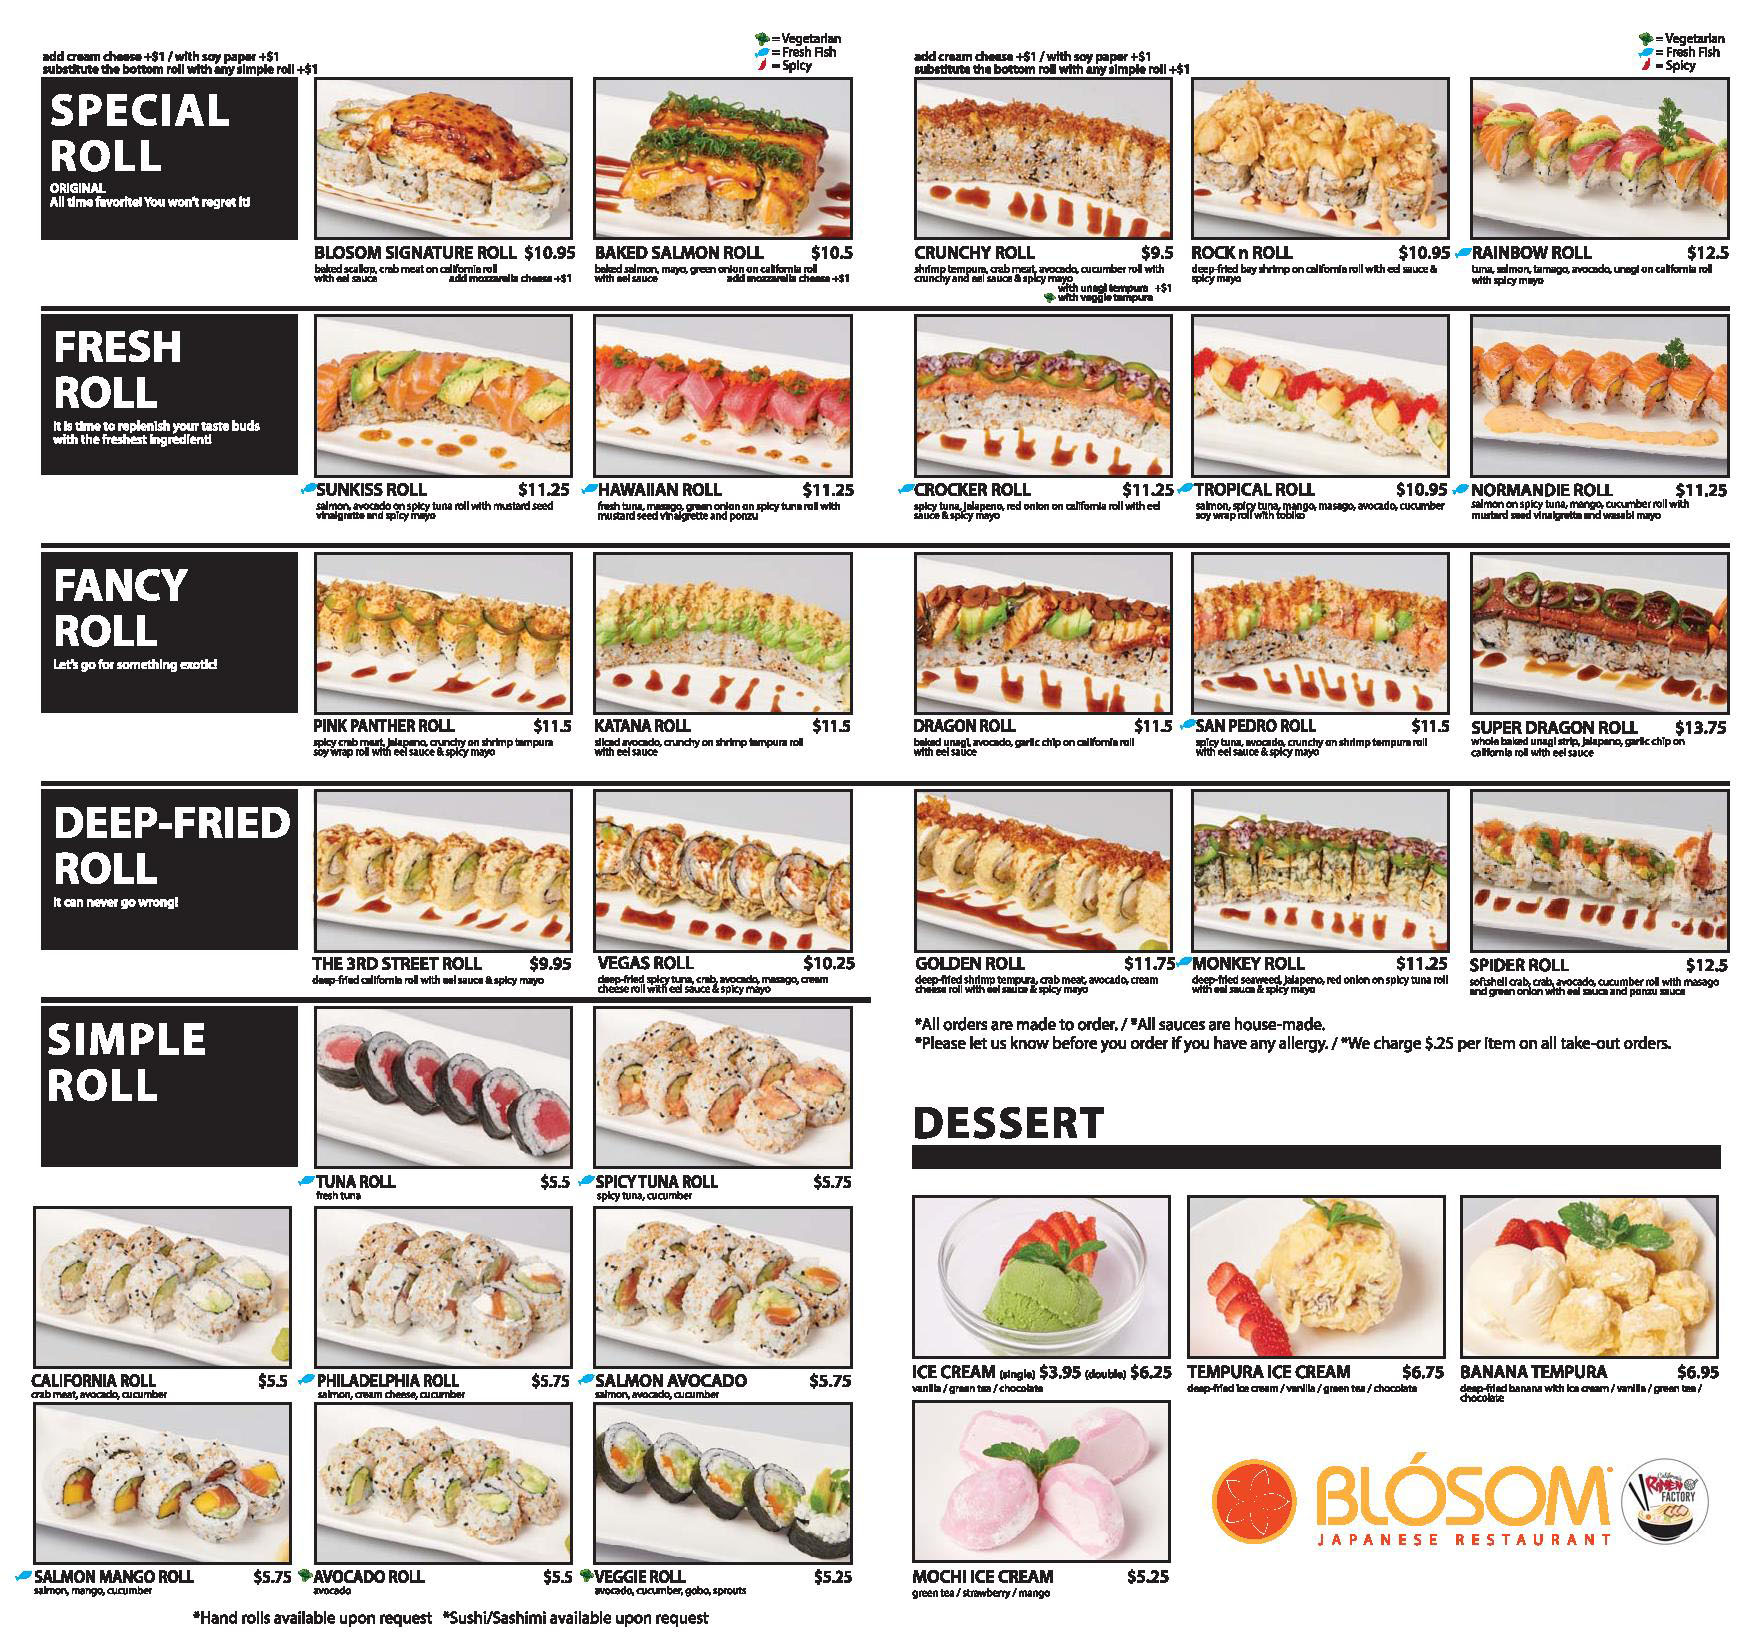 add cream cheese +$1 / with soy paper +$1
substitute the bottom roll with any simple roll +$1
= Vegetarian
= Fresh Fish
= Spicy
add cream cheese +$1 / with soy paper +$1
substitute the bottom roll with any simple roll +$1
= Vegetarian
= Fresh Fish
= Spicy
SPECIAL
ROLL
ORIGINAL
All time favorite! You won't regret it!
BLOSOM SIGNATURE ROLL $10.95
baked scallop, crab meat on california roll
with eel sauce add mozzarella cheese +$1
BAKED SALMON ROLL $10.5
baked salmon, mayo, green onion on california roll
with eel sauce add mozzarella cheese +$1
CRUNCHY ROLL $9.5
shrimp tempura, crab meat, avocado, cucumber roll with
crunchy and eel sauce & spicy mayo
with unagi tempura +$1
with veggie tempura
ROCK n ROLL $10.95
deep-fried bay shrimp on california roll with eel sauce &
spicy mayo
RAINBOW ROLL $12.5
tuna, salmon, tamago, avocado, unagi on california roll
with spicy mayo
FRESH
ROLL
It is time to replenish your taste buds
with the freshest ingredient!
SUNKISS ROLL $11.25
salmon, avocado on spicy tuna roll with mustard seed
vinaigrette and spicy mayo
HAWAIIAN ROLL $11.25
fresh tuna, masago, green onion on spicy tuna roll with
mustard seed vinaigrette and ponzu
CROCKER ROLL $11.25
spicy tuna, jalapeno, red onion on california roll with eel
sauce & spicy mayo
TROPICAL ROLL $10.95
salmon, spicy tuna, mango, masago, avocado, cucumber
soy wrap roll with tobiko
NORMANDIE ROLL $11.25
salmon on spicy tuna, mango, cucumber roll with
mustard seed vinaigrette and wasabi mayo
FANCY
ROLL
Let's go for something exotic!
PINK PANTHER ROLL $11.5
spicy crab meat, jalapeno, crunchy on shrimp tempura
soy wrap roll with eel sauce & spicy mayo
KATANA ROLL $11.5
sliced avocado, crunchy on shrimp tempura roll
with eel sauce
DRAGON ROLL $11.5
baked unagi, avocado, garlic chip on california roll
with eel sauce
SAN PEDRO ROLL $11.5
spicy tuna, avocado, crunchy on shrimp tempura roll
with eel sauce & spicy mayo
SUPER DRAGON ROLL $13.75
whole baked unagi strip, jalapeno, garlic chip on
california roll with eel sauce
DEEP-FRIED
ROLL
It can never go wrong!
THE 3RD STREET ROLL $9.95
deep-fried california roll with eel sauce & spicy mayo
VEGAS ROLL $10.25
deep-fried spicy tuna, crab, avocado, masago, cream
cheese roll with eel sauce & spicy mayo
GOLDEN ROLL $11.75
deep-fried shrimp tempura, crab meat, avocado, cream
cheese roll with eel sauce & spicy mayo
MONKEY ROLL $11.25
deep-fried seaweed, jalapeno, red onion on spicy tuna roll
with eel sauce & spicy mayo
SPIDER ROLL $12.5
softshell crab, crab, avocado, cucumber roll with masago
and green onion with eel sauce and ponzu sauce
SIMPLE
ROLL
TUNA ROLL $5.5
fresh tuna
SPICY TUNA ROLL $5.75
spicy tuna, cucumber
CALIFORNIA ROLL $5.5
crab meat, avocado, cucumber
PHILADELPHIA ROLL $5.75
salmon, cream cheese, cucumber
SALMON AVOCADO $5.75
salmon, avocado, cucumber
SALMON MANGO ROLL $5.75
salmon, mango, cucumber
AVOCADO ROLL $5.5
avocado
VEGGIE ROLL $5.25
avocado, cucumber, gobo, sprouts
*Hand rolls available upon request *Sushi/Sashimi available upon request
*All orders are made to order. / *All sauces are house-made.
*Please let us know before you order if you have any allergy. / *We charge $.25 per item on all take-out orders.
DESSERT
ICE CREAM (single) $3.95 (double) $6.25
vanilla / green tea / chocolate
TEMPURA ICE CREAM $6.75
deep-fried ice cream / vanilla / green tea / chocolate
BANANA TEMPURA $6.95
deep-fried banana with ice cream / vanilla / green tea /
chocolate
MOCHI ICE CREAM $5.25
green tea / strawberry / mango
BLÓSOM
JAPANESE RESTAURANT
California
RAMEN
FACTORY